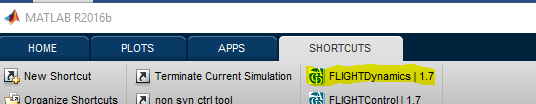 MATLAB R2016b
HOME PLOTS APPS SHORTCUTS
New Shortcut Terminate Current Simulation FLIGHTDynamics | 1.7
Organize Shortcuts non syn ctrl tool FLIGHTControl | 1.7